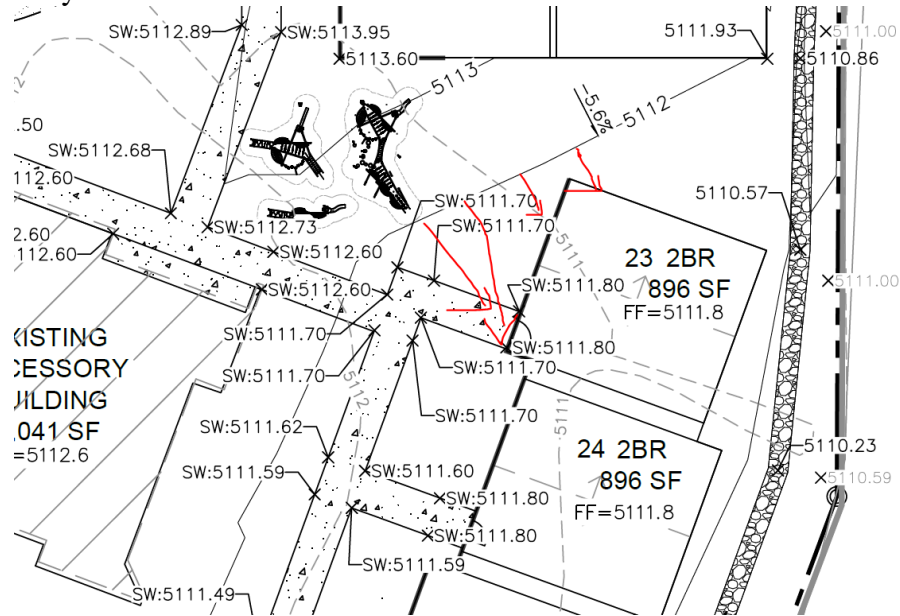 SW:5112.89
SW:5113.95
5113.60
5113
5111.93
5111.00
5110.86
-5.6%
5112
.50
SW:5112.68
112.60
SW:5111.70
5110.57
SW:5112.73
SW:5111.70
2.60
112.60
SW:5112.60
5111
23 2BR
896 SF
FF=5111.8
5111.00
SW:5112.60
SW:5111.80
SW:5111.70
XISTING
CESSORY
UILDING
,041 SF
=5112.6
SW:5111.80
SW:5111.70
SW:5111.70
5112
SW:5111.70
5111
SW:5111.62
24 2BR
896 SF
FF=5111.8
5110.23
SW:5111.59
SW:5111.60
5110.59
SW:5111.80
SW:5111.80
SW:5111.59
SW:5111.49